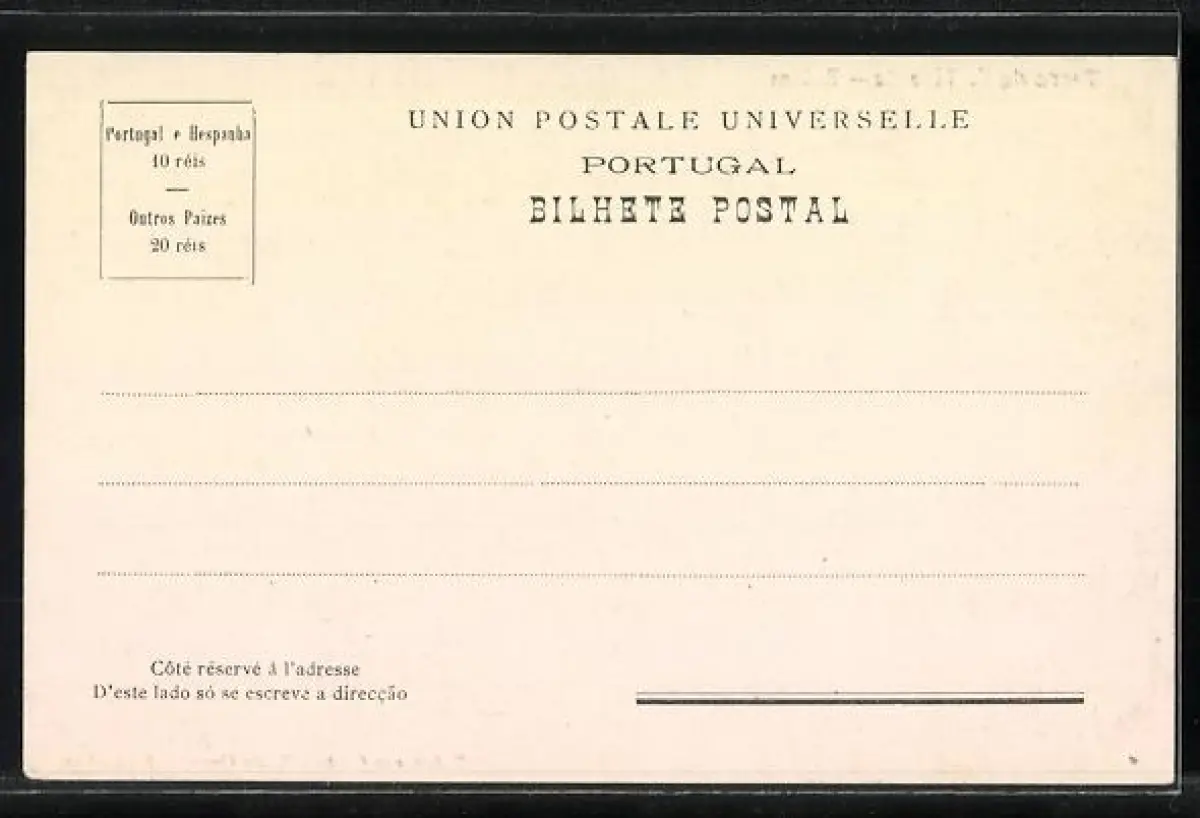 UNION POSTALE UNIVERSELLE
PORTUGAL
BILHETE POSTAL
Portugal e Hespanha
10 réis
—
Outros Paizes
20 réis
Côté réservé à l'adresse
D'este lado só se escreve a direcção